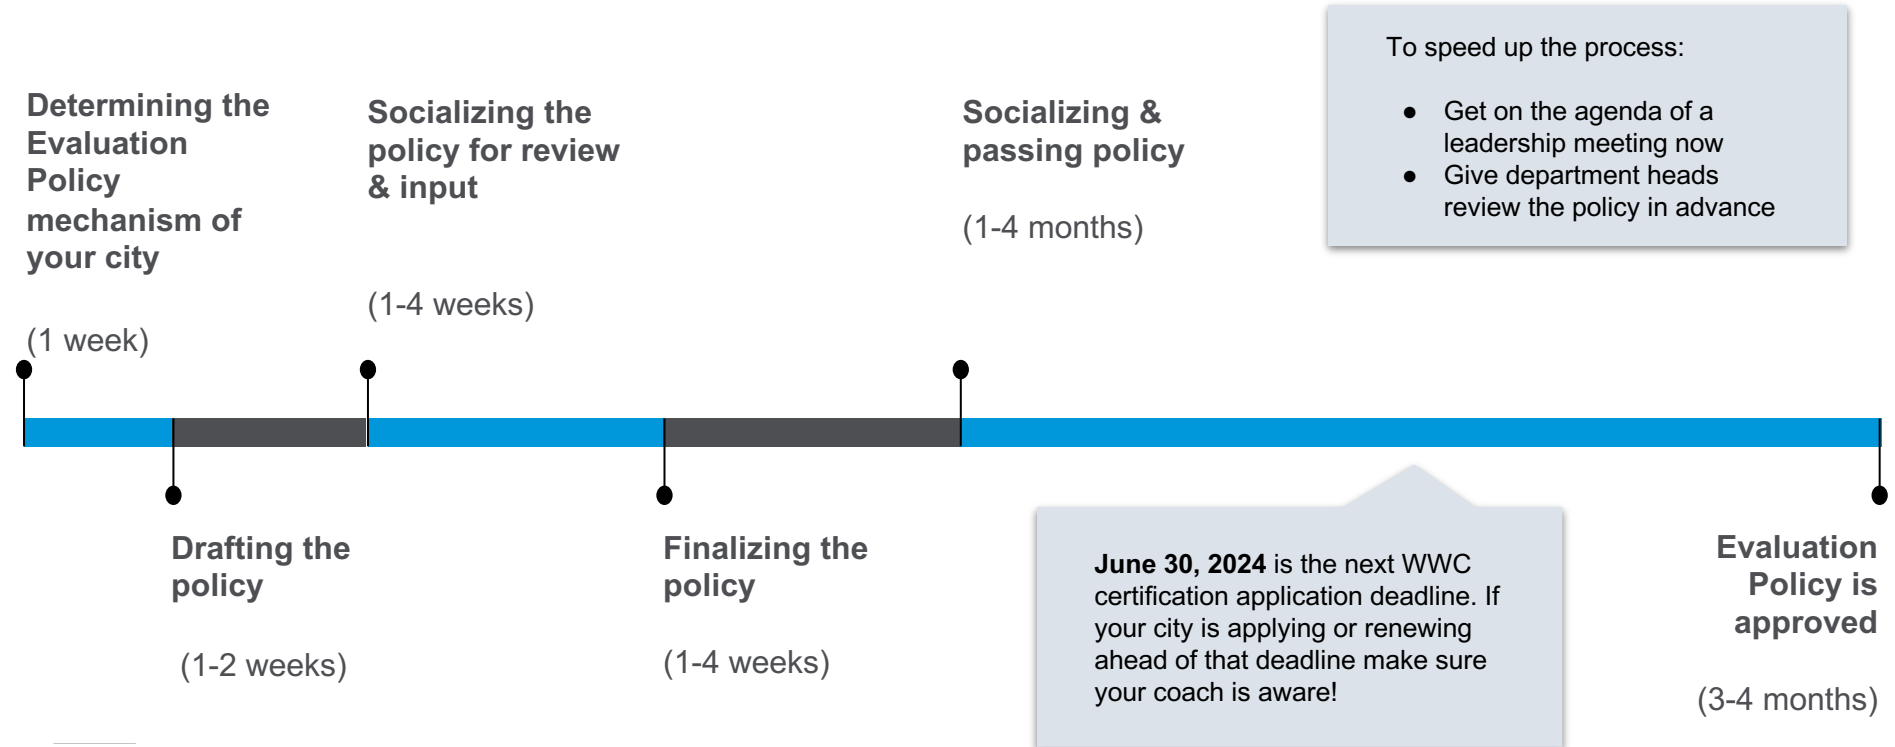 To speed up the process:
● Get on the agenda of a
leadership meeting now
● Give department heads
review the policy in advance
Determining the
Evaluation
Policy
mechanism of
your city
(1 week)
Socializing the
policy for review
& input
(1-4 weeks)
Socializing &
passing policy
(1-4 months)
Drafting the
policy
(1-2 weeks)
Finalizing the
policy
(1-4 weeks)
June 30, 2024 is the next WWC
certification application deadline. If
your city is applying or renewing
ahead of that deadline make sure
your coach is aware!
Evaluation
Policy is
approved
(3-4 months)